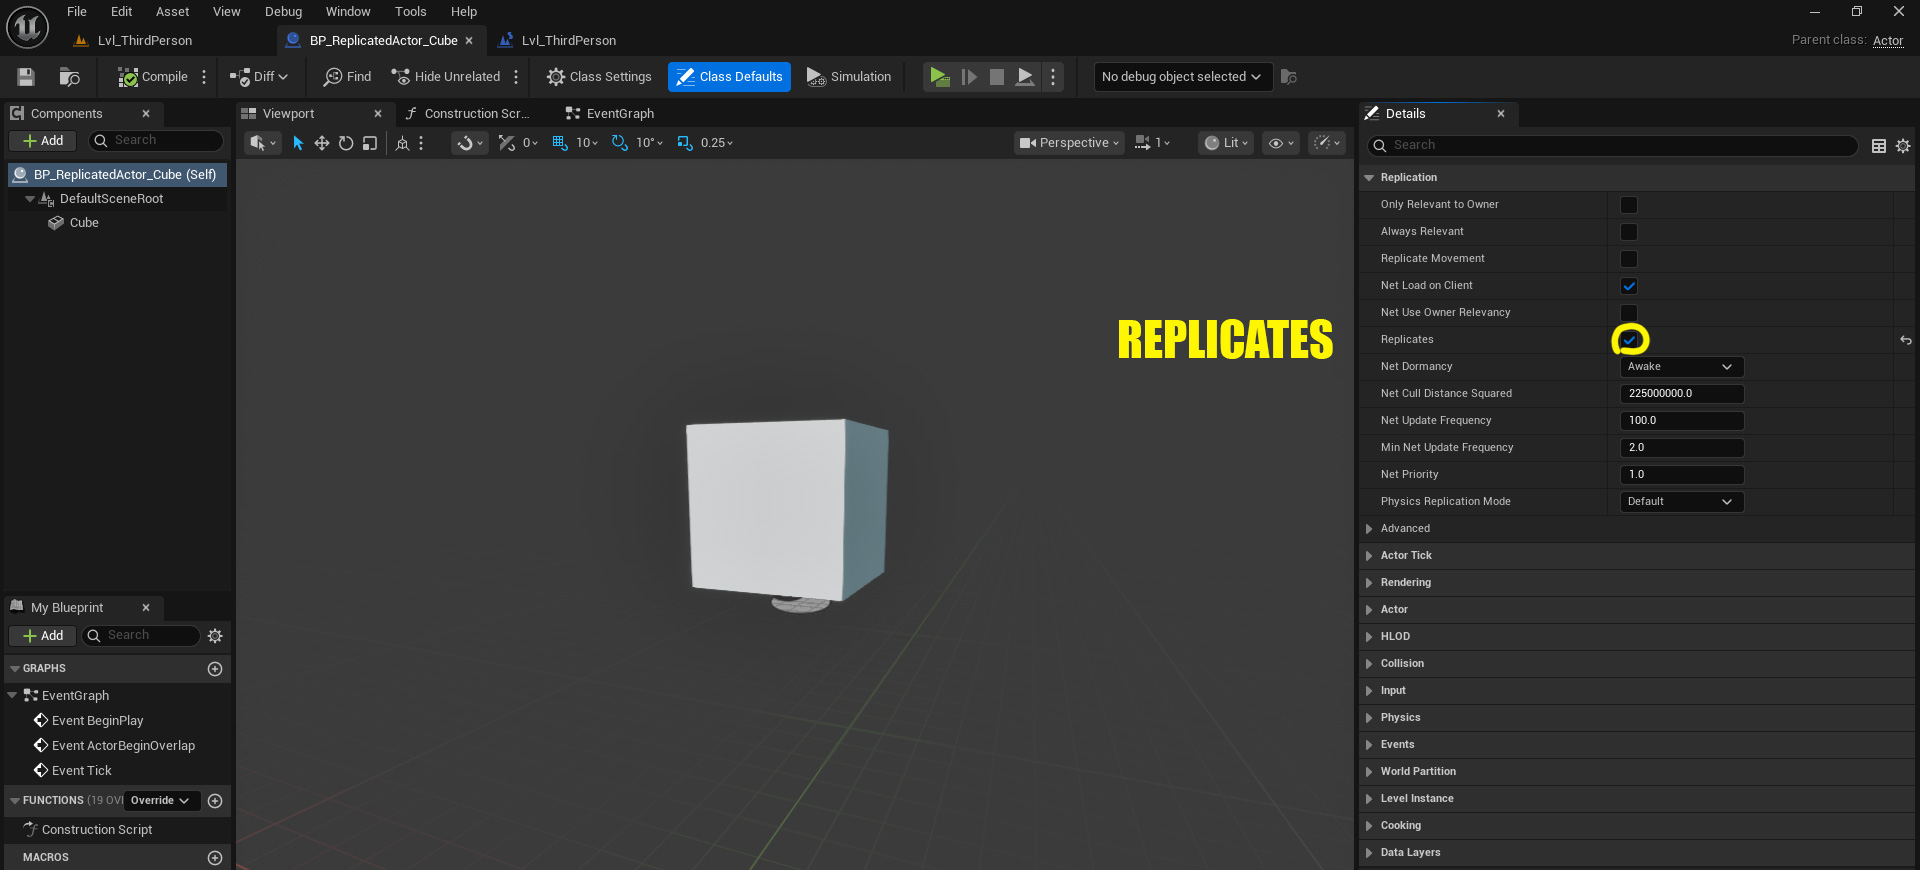 File Edit Asset View Debug Window Tools Help
Lvl_ThirdPerson BP_ReplicatedActor_Cube Lvl_ThirdPerson
Parent class: Actor
Compile Diff Find Hide Unrelated Class Settings Class Defaults Simulation No debug object selected
Components
Add Search
BP_ReplicatedActor_Cube (Self)
DefaultSceneRoot
Cube
My Blueprint
Add Search
GRAPHS
EventGraph
Event BeginPlay
Event ActorBeginOverlap
Event Tick
FUNCTIONS (19 OVE Override
Construction Script
MACROS
Viewport Construction Scr... EventGraph
0 10 10° 0.25 Perspective 1 Lit
REPLICATES
Details
Search
Replication
Only Relevant to Owner
Always Relevant
Replicate Movement
Net Load on Client
Net Use Owner Relevancy
Replicates
Net Dormancy Awake
Net Cull Distance Squared 225000000.0
Net Update Frequency 100.0
Min Net Update Frequency 2.0
Net Priority 1.0
Physics Replication Mode Default
Advanced
Actor Tick
Rendering
Actor
HLOD
Collision
Input
Physics
Events
World Partition
Level Instance
Cooking
Data Layers